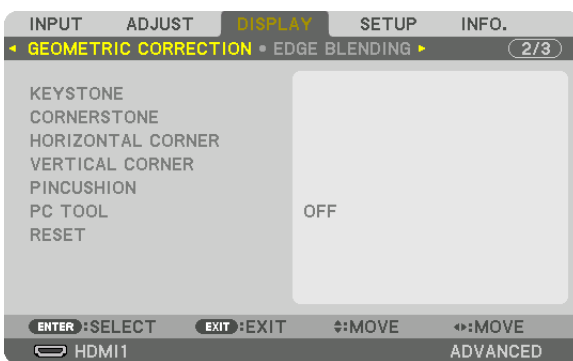 INPUT ADJUST DISPLAY SETUP INFO.
GEOMETRIC CORRECTION • EDGE BLENDING 2/3
KEYSTONE
CORNERSTONE
HORIZONTAL CORNER
VERTICAL CORNER
PINCUSHION
PC TOOL OFF
RESET
ENTER:SELECT EXIT:EXIT :MOVE :MOVE
HDMI1 ADVANCED